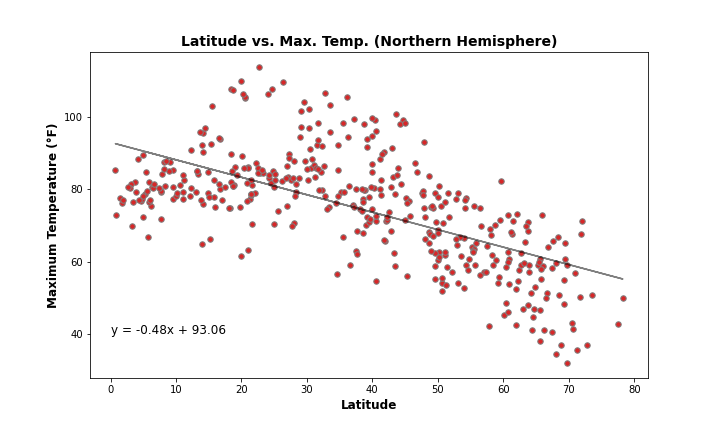 Latitude vs. Max. Temp. (Northern Hemisphere)
Maximum Temperature (°F)
100
80
60
40
y = -0.48x + 93.06
0 10 20 30 40 50 60 70 80
Latitude